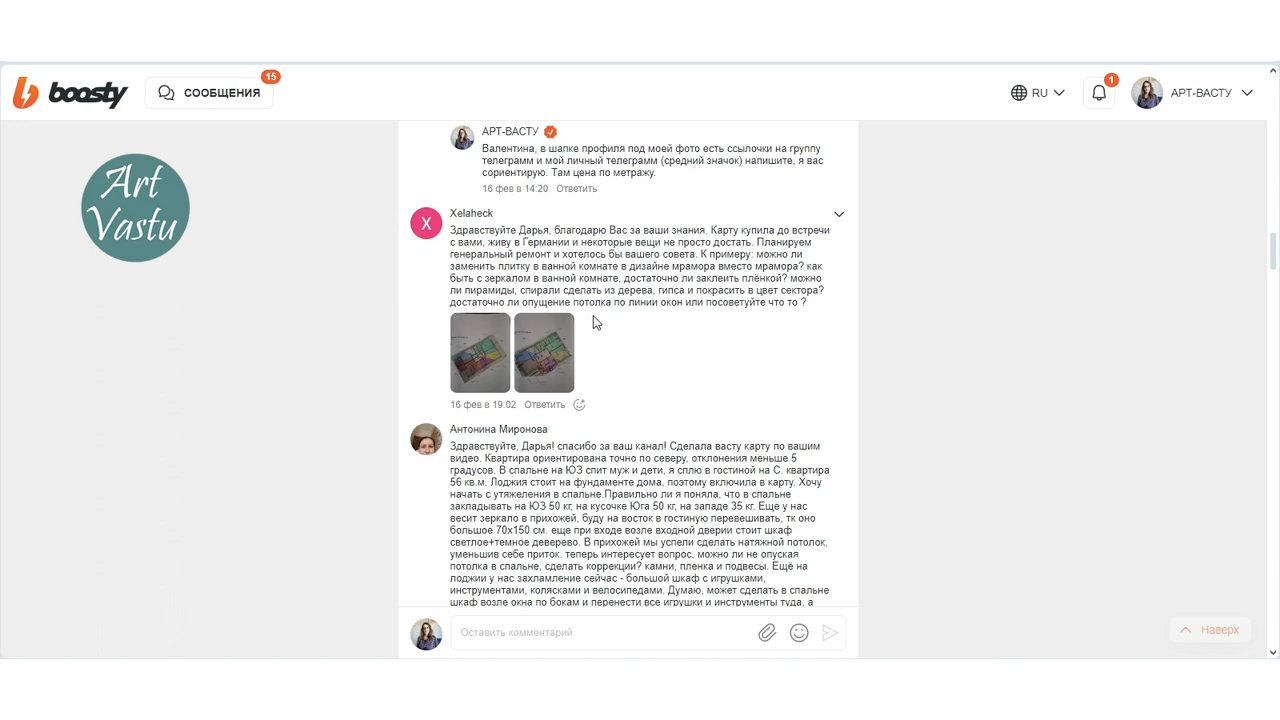 boosty
СООБЩЕНИЯ
15
RU
1
АРТ-ВАСТУ
Art
Vastu
АРТ-ВАСТУ
Валентина, в шапке профиля под моей фото есть ссылочки на группу
телеграмм и мой личный телеграмм (средний значок) напишите, я вас
сориентирую. Там цена по метражу.
16 фев в 14:20 Ответить
X
Xelaheck
Здравствуйте Дарья, благодарю Вас за ваши знания. Карту купила до встречи
с вами, живу в Германии и некоторые вещи не просто достать. Планируем
генеральный ремонт и хотелось бы вашего совета. К примеру: можно ли
заменить плитку в ванной комнате в дизайне мрамора вместо мрамора? как
быть с зеркалом в ванной комнате, достаточно ли заклеить плёнкой? можно
ли пирамиды, спирали сделать из дерева, гипса и покрасить в цвет сектора?
достаточно ли опущение потолка по линии окон или посоветуйте что то ?
16 фев в 19:02 Ответить
Антонина Миронова
Здравствуйте, Дарья! спасибо за ваш канал! Сделала васту карту по вашим
видео. Квартира ориентирована точно по северу, отклонения меньше 5
градусов. В спальне на ЮЗ спит муж и дети, я сплю в гостиной на С. квартира
56 кв.м. Лоджия стоит на фундаменте дома, поэтому включила в карту. Хочу
начать с утяжеления в спальне.Правильно ли я поняла, что в спальне
закладывать на ЮЗ 50 кг, на кусочке Юга 50 кг, на западе 35 кг. Еще у нас
весит зеркало в прихожей, буду на восток в гостиную перевешивать, тк оно
большое 70х150 см. еще при входе возле входной дверии стоит шкаф
светлое+темное деверево. В прихожей мы успели сделать натяжной потолок,
уменьшив себе приток. теперь интересует вопрос, можно ли не опуская
потолка в спальне, сделать коррекции? камни, пленка и подвесы. Ещё на
лоджии у нас захламление сейчас - большой шкаф с игрушками,
инструментами, колясками и велосипедами. Думаю, может сделать в спальне
шкаф возле окна по бокам и перенести все игрушки и инструменты туда, а
Оставить комментарий
Наверх